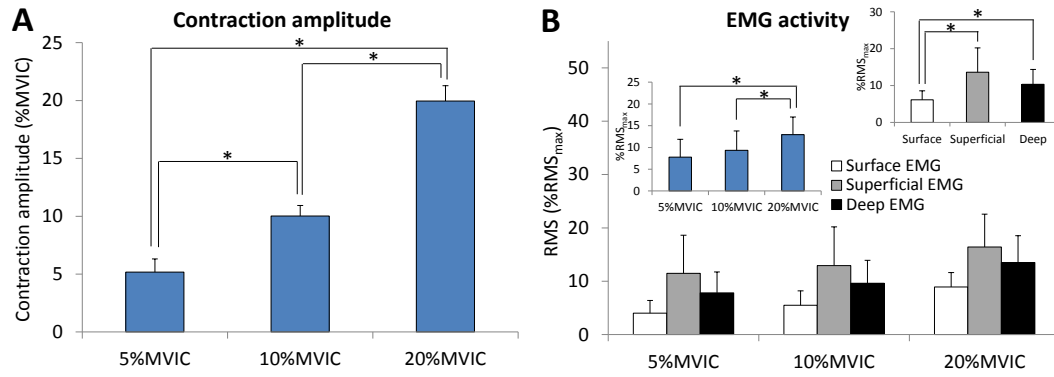 A
Contraction amplitude
Contraction amplitude (%MVIC)
25
20
15
10
5
0
*
*
*
5%MVIC
10%MVIC
20%MVIC
B
EMG activity
RMS (%RMSmax)
50
40
30
20
10
0
5%MVIC
10%MVIC
20%MVIC
%RMSmax
25
20
15
10
5
0
*
*
5%MVIC
10%MVIC
20%MVIC
%RMSmax
30
20
10
0
*
*
Surface
Superficial
Deep
Surface EMG
Superficial EMG
Deep EMG